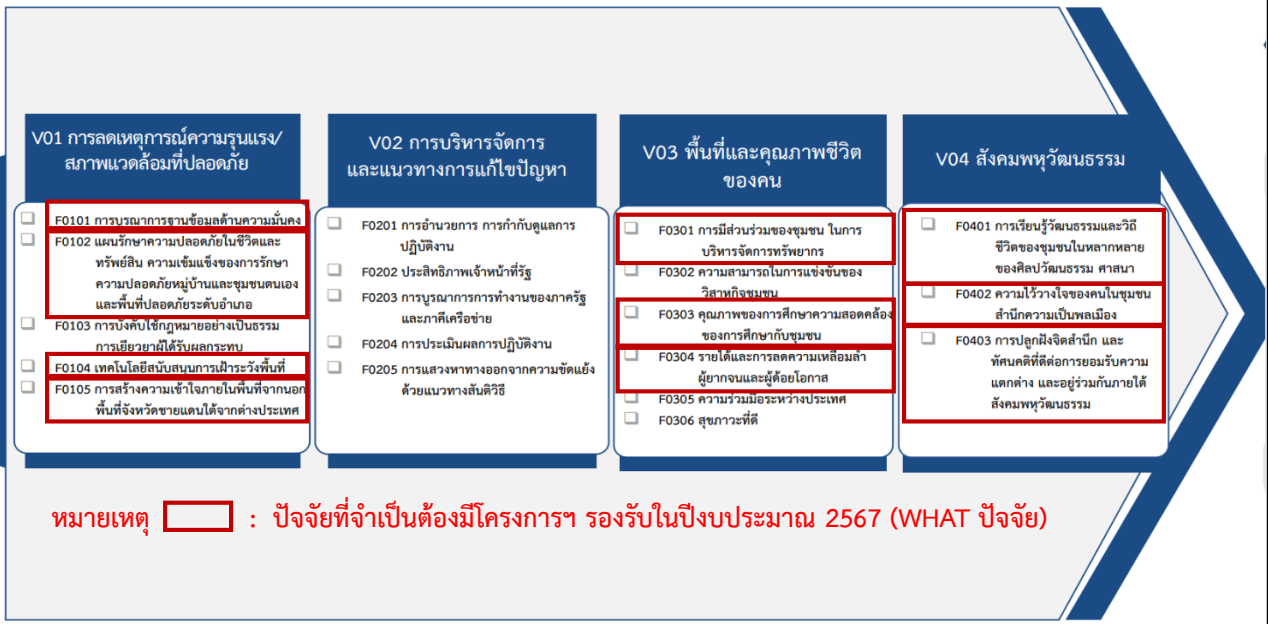 V01 การลดเหตุการณ์ความรุนแรง/
สภาพแวดล้อมที่ปลอดภัย
F0101 การบูรณาการฐานข้อมูลด้านความมั่นคง
F0102 แผนรักษาความปลอดภัยในชีวิตและ
ทรัพย์สิน ความเข้มแข็งของการรักษา
ความปลอดภัยหมู่บ้านและชุมชนตนเอง
และพื้นที่ปลอดภัยระดับอำเภอ
F0103 การบังคับใช้กฎหมายอย่างเป็นธรรม
การเยียวยาผู้ได้รับผลกระทบ
F0104 เทคโนโลยีสนับสนุนการเฝ้าระวังพื้นที่
F0105 การสร้างความเข้าใจภายในพื้นที่จากนอก
พื้นที่จังหวัดชายแดนใต้จากต่างประเทศ
V02 การบริหารจัดการ
และแนวทางการแก้ไขปัญหา
F0201 การอำนวยการ การกำกับดูแลการ
ปฏิบัติงาน
F0202 ประสิทธิภาพเจ้าหน้าที่รัฐ
F0203 การบูรณาการการทำงานของภาครัฐ
และภาคีเครือข่าย
F0204 การประเมินผลการปฏิบัติงาน
F0205 การแสวงหาทางออกจากความขัดแย้ง
ด้วยแนวทางสันติวิธี
V03 พื้นที่และคุณภาพชีวิต
ของคน
F0301 การมีส่วนร่วมของชุมชน ในการ
บริหารจัดการทรัพยากร
F0302 ความสามารถในการแข่งขันของ
วิสาหกิจชุมชน
F0303 คุณภาพของการศึกษาความสอดคล้อง
ของการศึกษากับชุมชน
F0304 รายได้และการลดความเหลื่อมล้ำ
ผู้ยากจนและผู้ด้อยโอกาส
F0305 ความร่วมมือระหว่างประเทศ
F0306 สุขภาวะที่ดี
V04 สังคมพหุวัฒนธรรม
F0401 การเรียนรู้วัฒนธรรมและวิถี
ชีวิตของชุมชนในหลากหลาย
ของศิลปวัฒนธรรม ศาสนา
F0402 ความไว้วางใจของคนในชุมชน
สำนึกความเป็นพลเมือง
F0403 การปลูกฝังจิตสำนึก และ
ทัศนคติที่ดีต่อการยอมรับความ
แตกต่าง และอยู่ร่วมกันภายใต้
สังคมพหุวัฒนธรรม
หมายเหตุ : ปัจจัยที่จำเป็นต้องมีโครงการฯ รองรับในปีงบประมาณ 2567 (WHAT ปัจจัย)